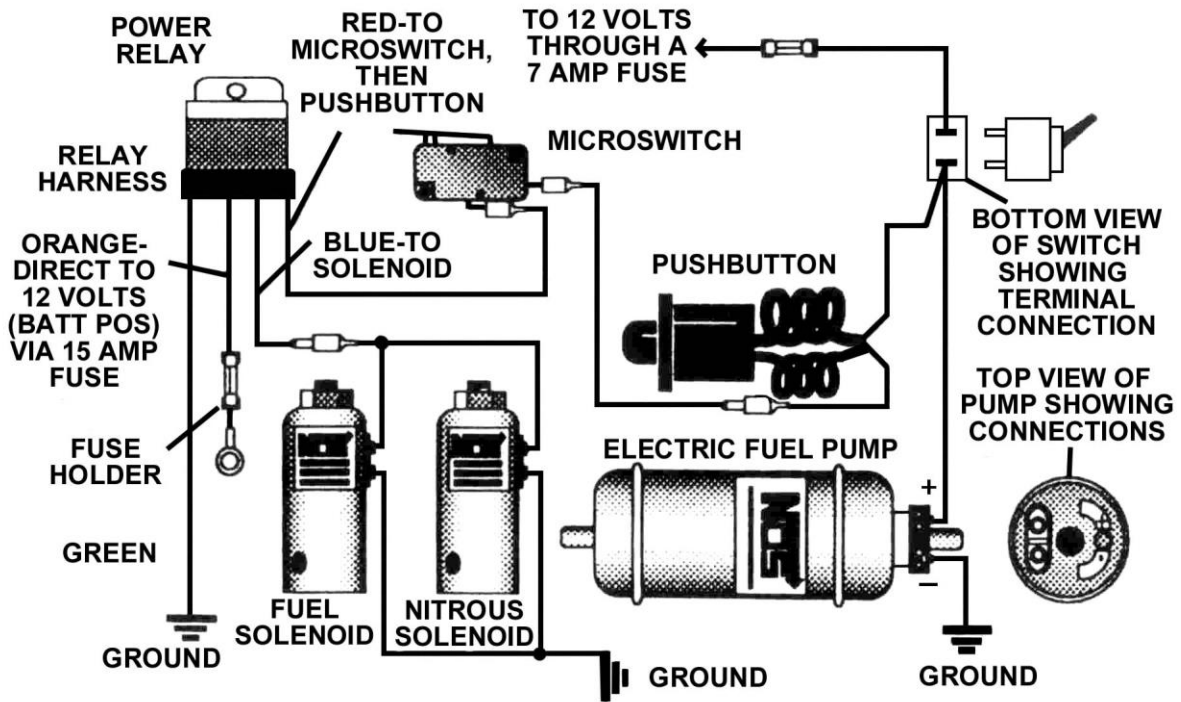 POWER
RELAY
RED-TO
MICROSWITCH,
THEN
PUSHBUTTON
TO 12 VOLTS
THROUGH A
7 AMP FUSE
MICROSWITCH
RELAY
HARNESS
ORANGE-
DIRECT TO
12 VOLTS
(BATT POS)
VIA 15 AMP
FUSE
BLUE-TO
SOLENOID
PUSHBUTTON
BOTTOM VIEW
OF SWITCH
SHOWING
TERMINAL
CONNECTION
TOP VIEW OF
PUMP SHOWING
CONNECTIONS
FUSE
HOLDER
ELECTRIC FUEL PUMP
+
NOS
–
GREEN
FUEL
SOLENOID
NITROUS
SOLENOID
GROUND
GROUND
GROUND